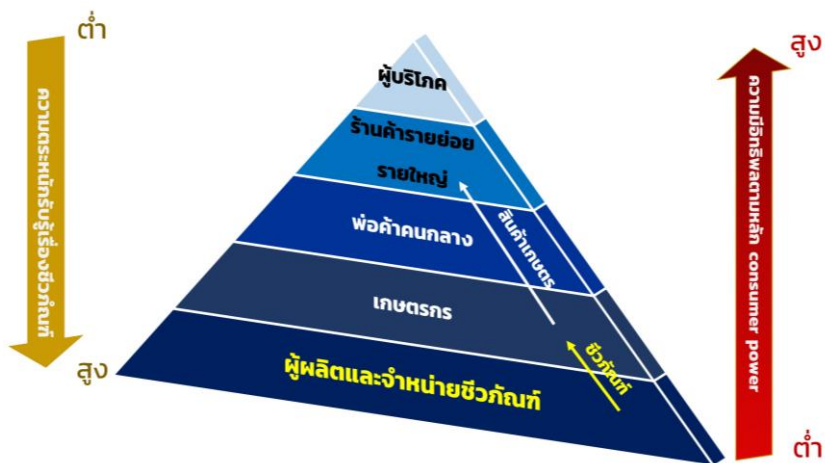 ต่ำ
สูง
ความตระหนักรับรู้เรื่องชีวภัณฑ์
ผู้บริโภค
ร้านค้ารายย่อย
รายใหญ่
พ่อค้าคนกลาง
เกษตรกร
ผู้ผลิตและจำหน่ายชีวภัณฑ์
สินค้าเกษตร
ชีวภัณฑ์
ความมีอิทธิพลตามหลัก consumer power
สูง
ต่ำ